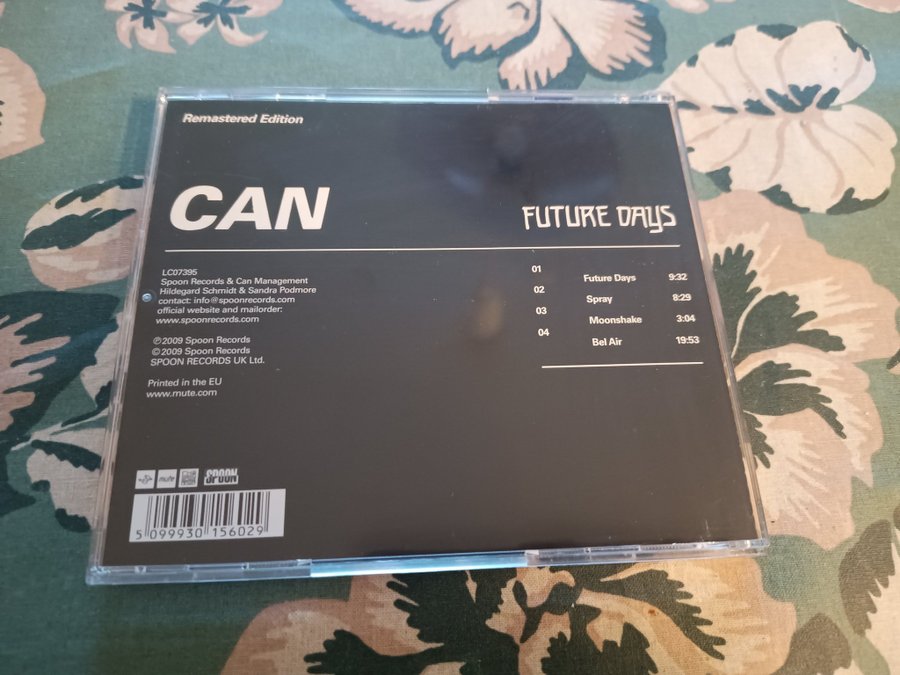 Remastered Edition
CAN
FUTURE DAYS
LC07395
Spoon Records & Can Management
Hildegard Schmidt & Sandra Podmore
contact: info@spoonrecords.com
official website and mailorder:
www.spoonrecords.com
℗2009 Spoon Records
©2009 Spoon Records
SPOON RECORDS UK Ltd.
Printed in the EU
www.mute.com
01 Future Days 9:32
02 Spray 8:29
03 Moonshake 3:04
04 Bel Air 19:53
mute
SPOON
5 099930 156029